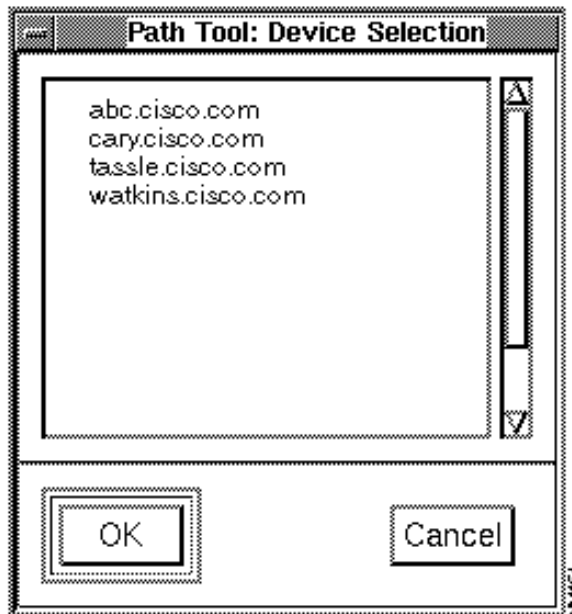 Path Tool: Device Selection
abc.cisco.com
cary.cisco.com
tassle.cisco.com
watkins.cisco.com
OK
Cancel